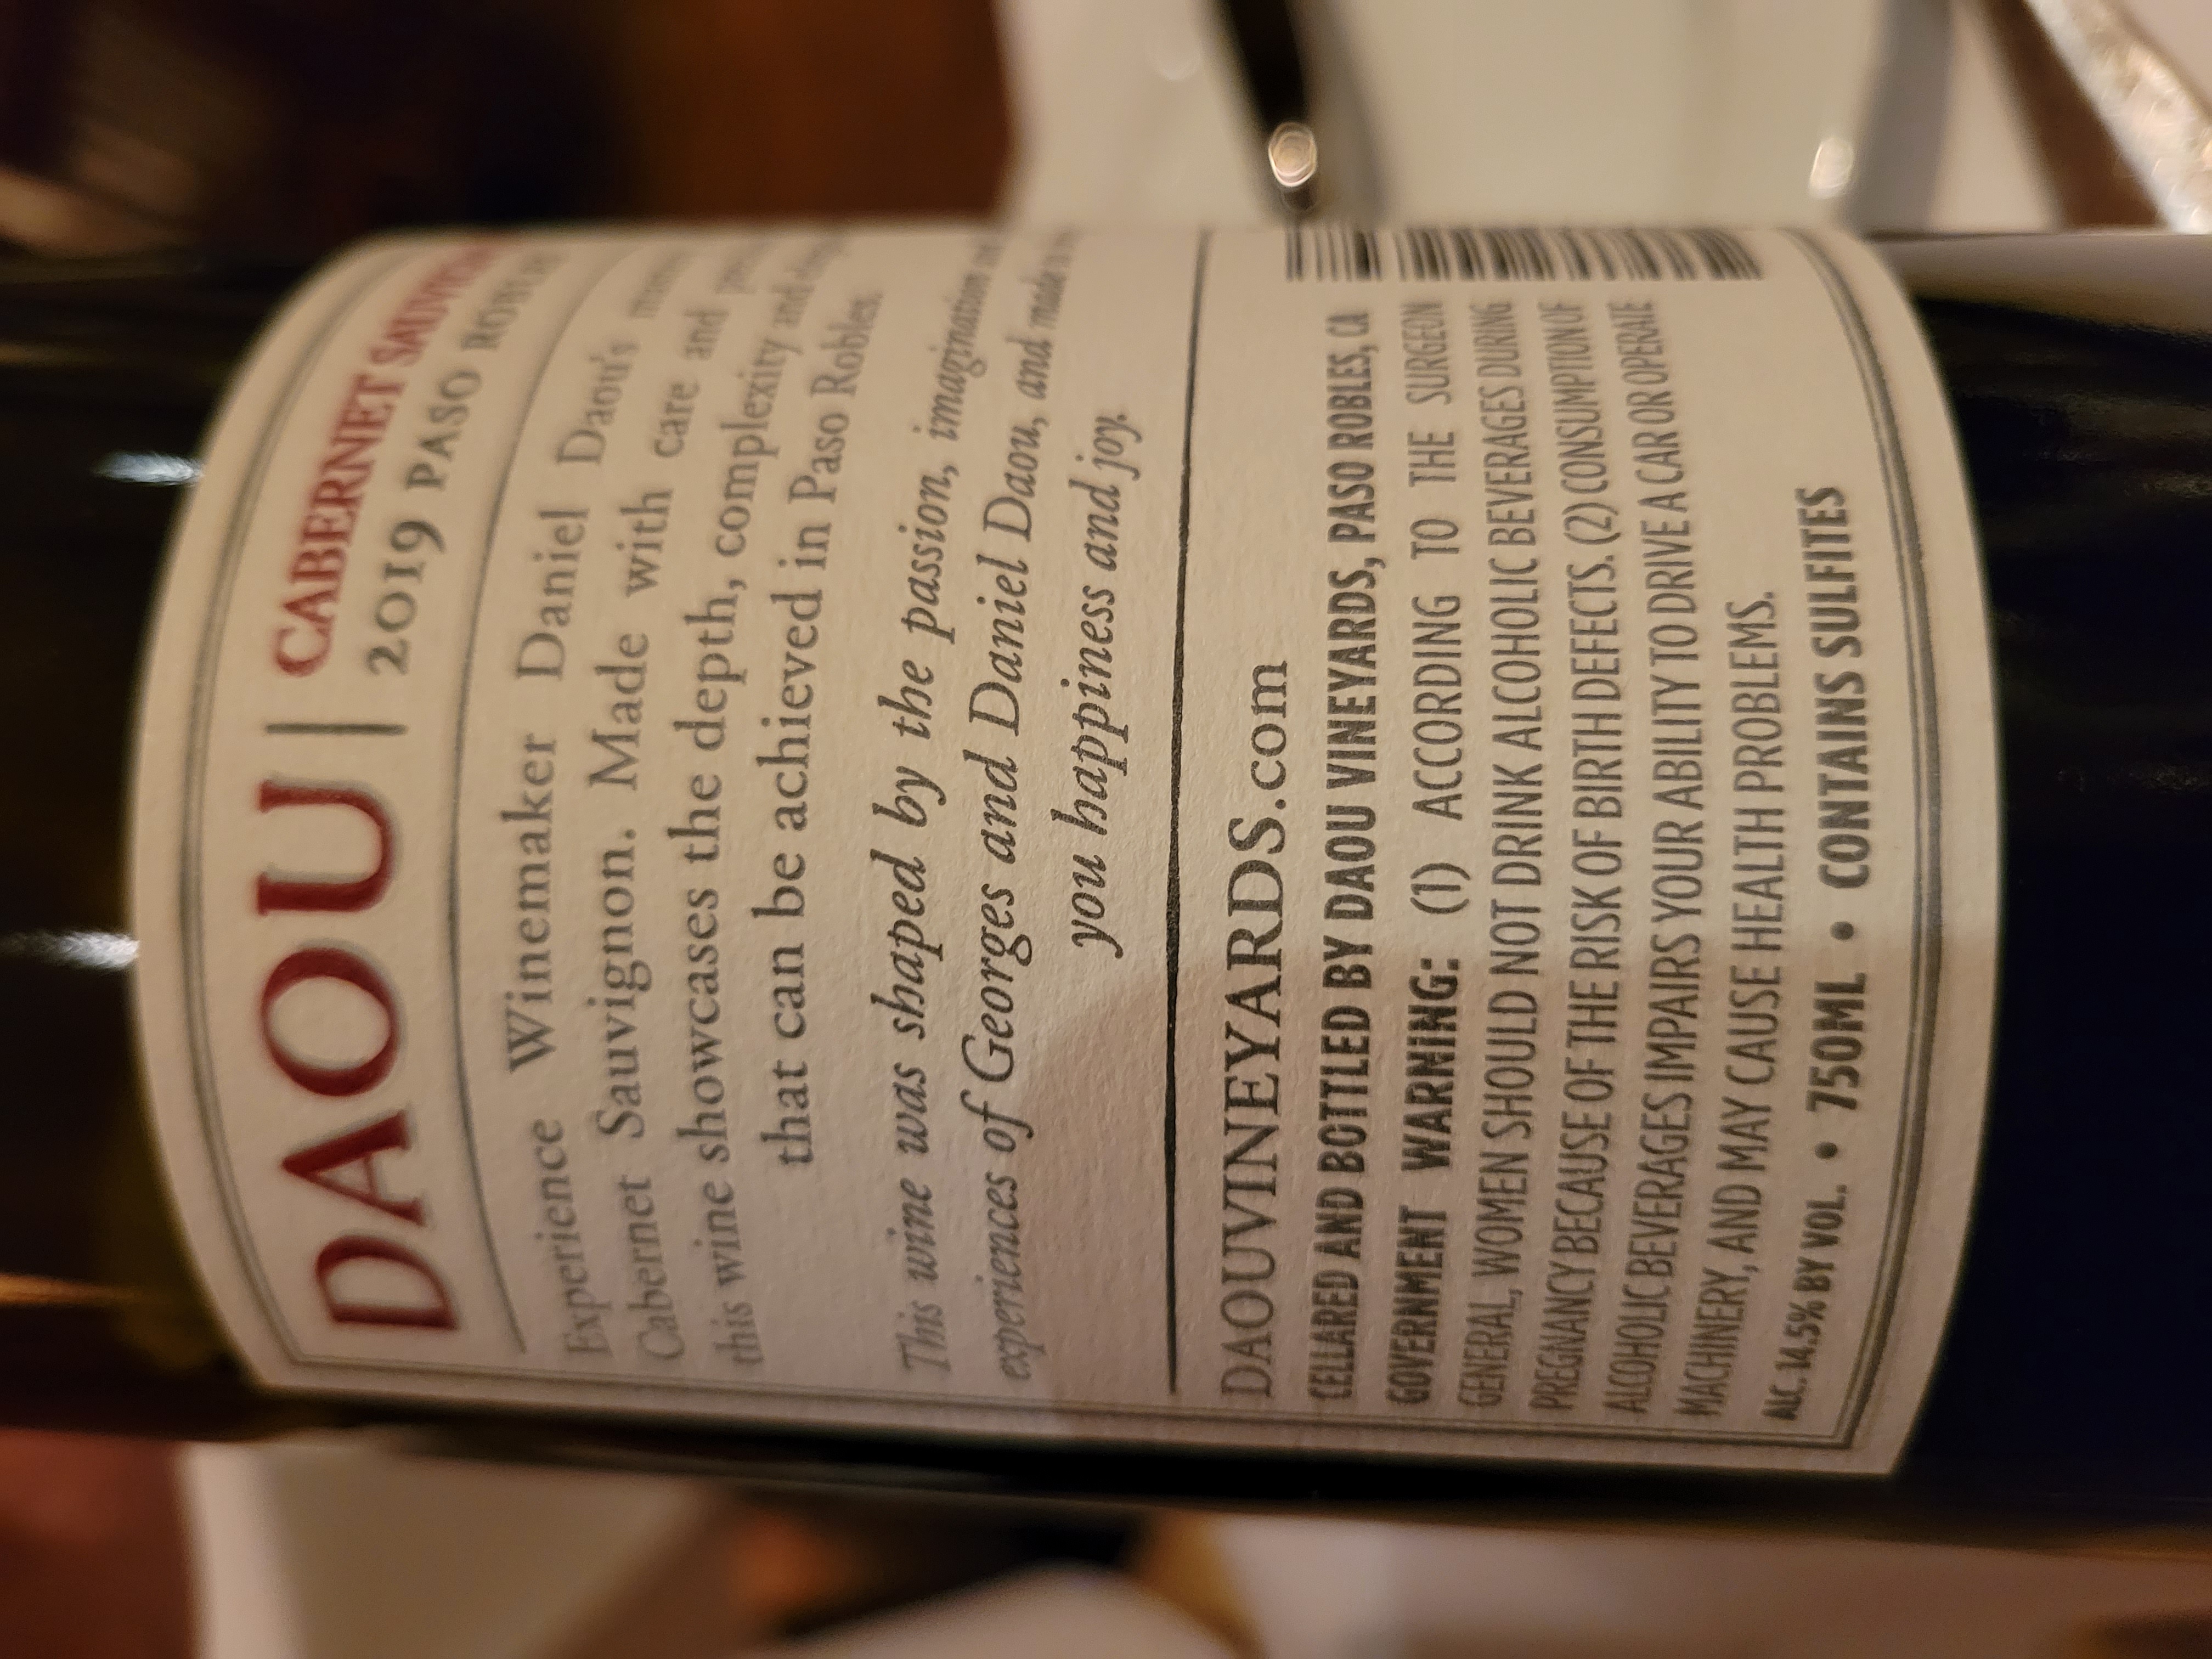 DAOU | CABERNET SAUVIGNON
2019 PASO ROBLES
Experience Winemaker Daniel Daou's
Cabernet Sauvignon. Made with care and
this wine showcases the depth, complexity and
that can be achieved in Paso Robles.
This wine was shaped by the passion, imagination and
experiences of Georges and Daniel Daou, and made to
you happiness and joy.
DAOUVINEYARDS.com
CELLARED AND BOTTLED BY DAOU VINEYARDS, PASO ROBLES, CA
GOVERNMENT WARNING: (1) ACCORDING TO THE SURGEON
GENERAL, WOMEN SHOULD NOT DRINK ALCOHOLIC BEVERAGES DURING
PREGNANCY BECAUSE OF THE RISK OF BIRTH DEFECTS. (2) CONSUMPTION OF
ALCOHOLIC BEVERAGES IMPAIRS YOUR ABILITY TO DRIVE A CAR OR OPERATE
MACHINERY, AND MAY CAUSE HEALTH PROBLEMS.
ALC. 14.5% BY VOL. • 750ML • CONTAINS SULFITES